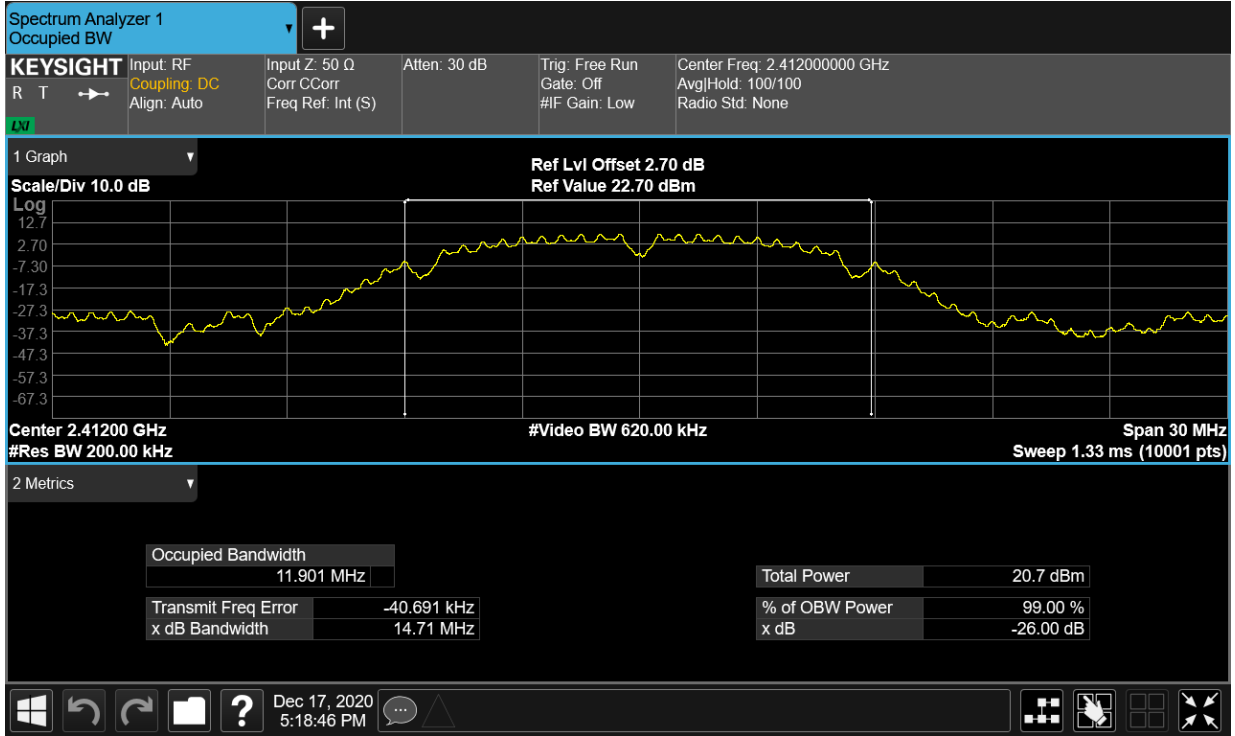 Spectrum Analyzer 1
Occupied BW
KEYSIGHT
R T
LXI
Input: RF
Coupling: DC
Align: Auto
Input Z: 50 Ω
Corr CCorr
Freq Ref: Int (S)
Atten: 30 dB
Trig: Free Run
Gate: Off
#IF Gain: Low
Center Freq: 2.412000000 GHz
Avg|Hold: 100/100
Radio Std: None
1 Graph
Scale/Div 10.0 dB
Ref Lvl Offset 2.70 dB
Ref Value 22.70 dBm
Log
12.7
2.70
-7.30
-17.3
-27.3
-37.3
-47.3
-57.3
-67.3
Center 2.41200 GHz
#Video BW 620.00 kHz
Span 30 MHz
#Res BW 200.00 kHz
Sweep 1.33 ms (10001 pts)
2 Metrics
Occupied Bandwidth
11.901 MHz
Total Power 20.7 dBm
Transmit Freq Error -40.691 kHz
% of OBW Power 99.00 %
x dB Bandwidth 14.71 MHz
x dB -26.00 dB
?
Dec 17, 2020
5:18:46 PM